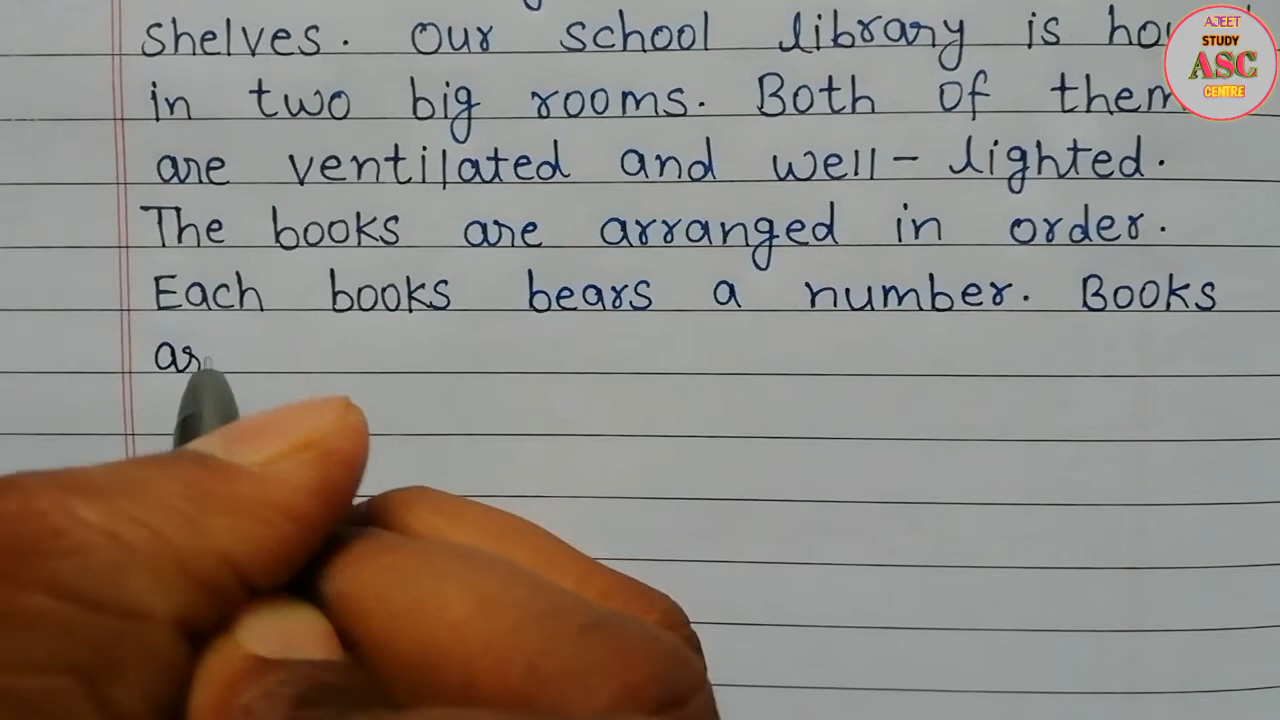 shelves. Our school library is
in two big rooms. Both of them
are ventilated and well-lighted.
The books are arranged in order.
Each books bears a number. Books
AJEET
STUDY
ASC
CENTRE